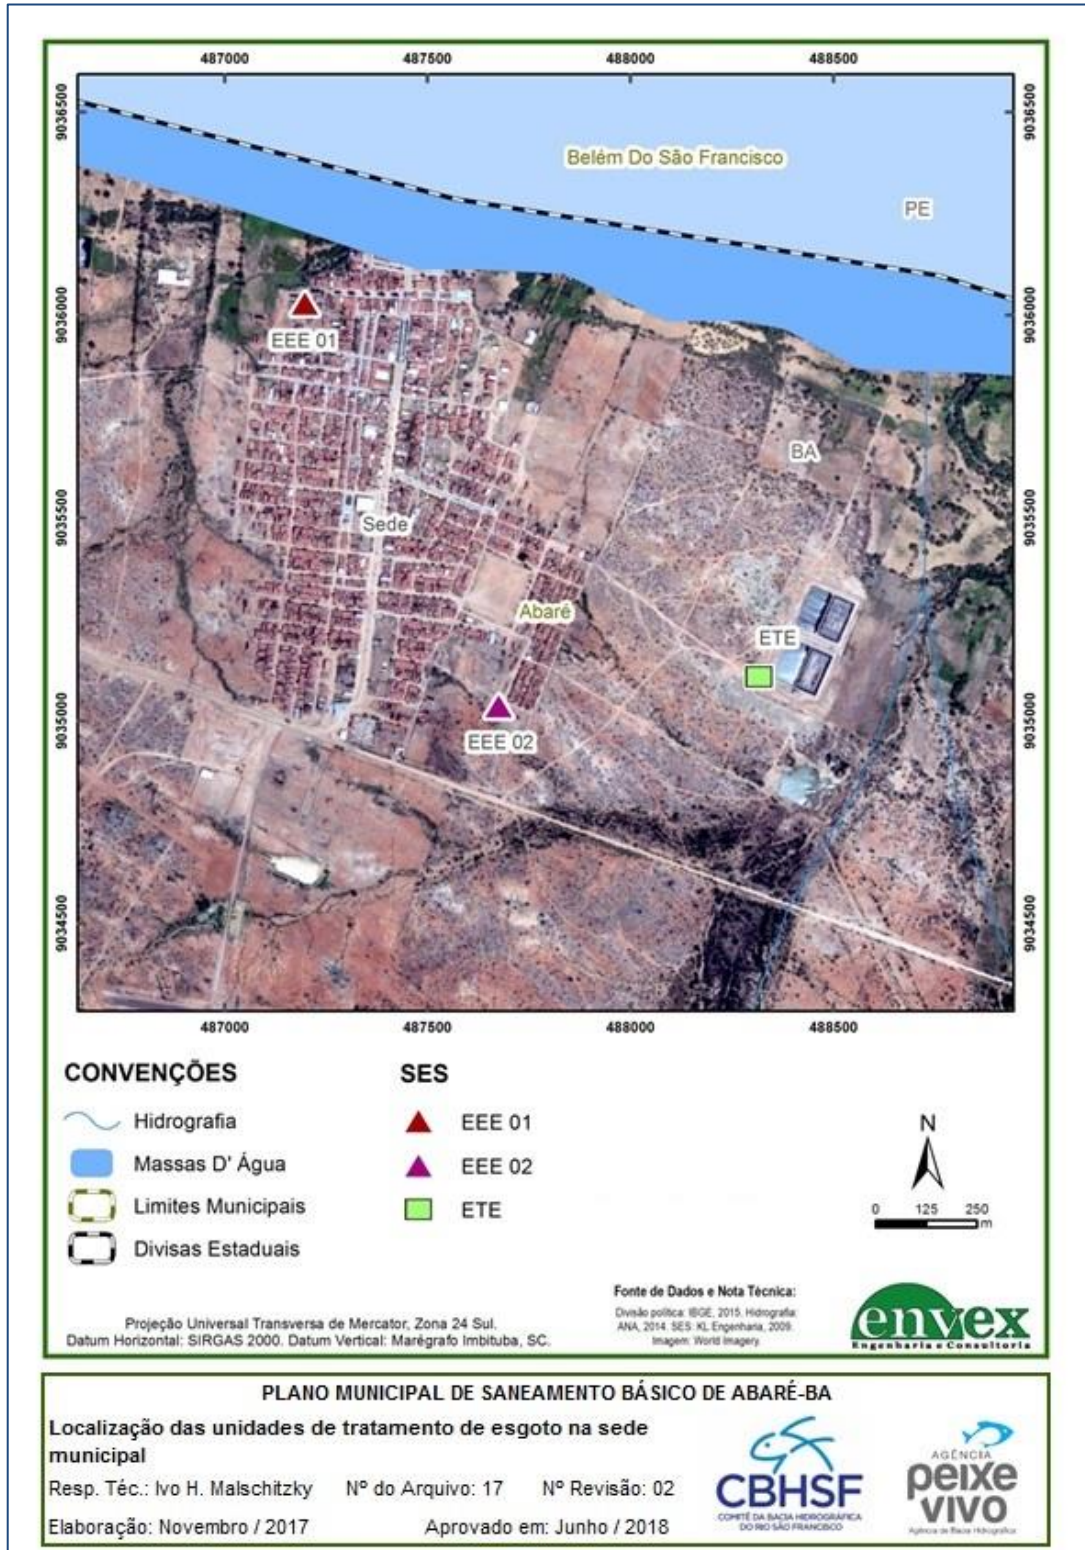 487000 487500 488000 488500
9036500 9036500
Belém Do São Francisco
PE
9036000 9036000
EEE 01
BA
9035500 9035500
Sede
Abaré
ETE
9035000 9035000
EEE 02
9034500 9034500
487000 487500 488000 488500
CONVENÇÕES
Hidrografia
Massas D' Água
Limites Municipais
Divisas Estaduais
SES
EEE 01
EEE 02
ETE
N
0 125 250
m
Projeção Universal Transversa de Mercator, Zona 24 Sul.
Datum Horizontal: SIRGAS 2000. Datum Vertical: Marégrafo Imbituba, SC.
Fonte de Dados e Nota Técnica:
Divisão política: IBGE, 2015. Hidrografia:
ANA, 2014. SES: KL Engenharia, 2009.
Imagem: World Imagery.
envex
Engenharia e Consultoria
PLANO MUNICIPAL DE SANEAMENTO BÁSICO DE ABARÉ-BA
Localização das unidades de tratamento de esgoto na sede
municipal
Resp. Téc.: Ivo H. Malschitzky Nº do Arquivo: 17 Nº Revisão: 02
Elaboração: Novembro / 2017 Aprovado em: Junho / 2018
CBHSF
COMITÊ DA BACIA HIDROGRÁFICA
DO RIO SÃO FRANCISCO
AGÊNCIA
peixe
vivo
Agência de Bacia Hidrográfica